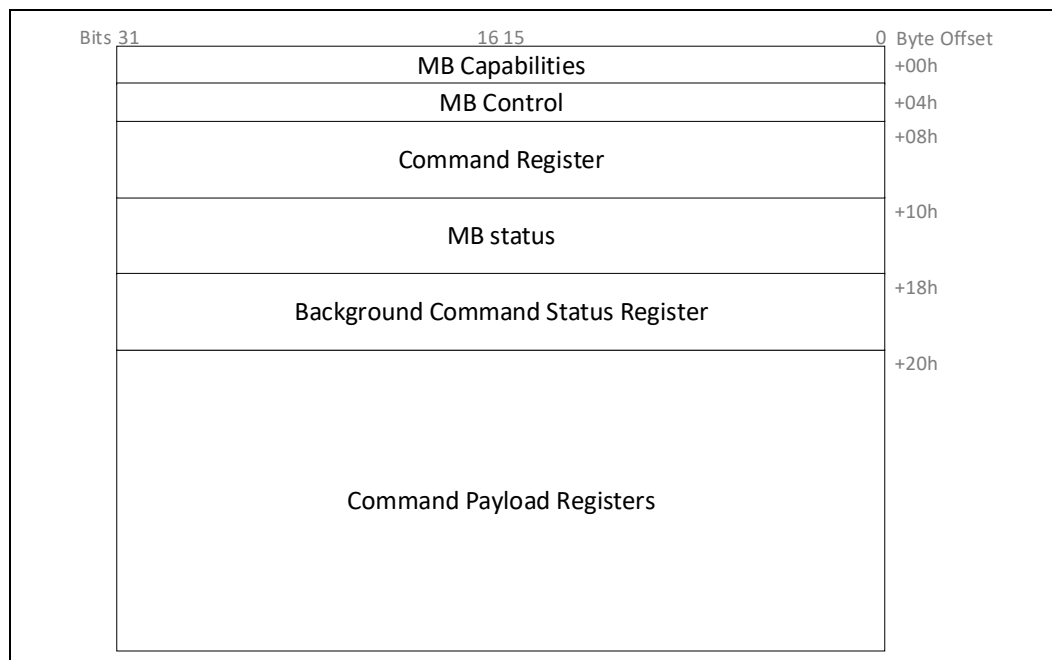 Bits 31 16 15 0 Byte Offset
MB Capabilities +00h
MB Control +04h
+08h
Command Register
+10h
MB status
+18h
Background Command Status Register
+20h
Command Payload Registers